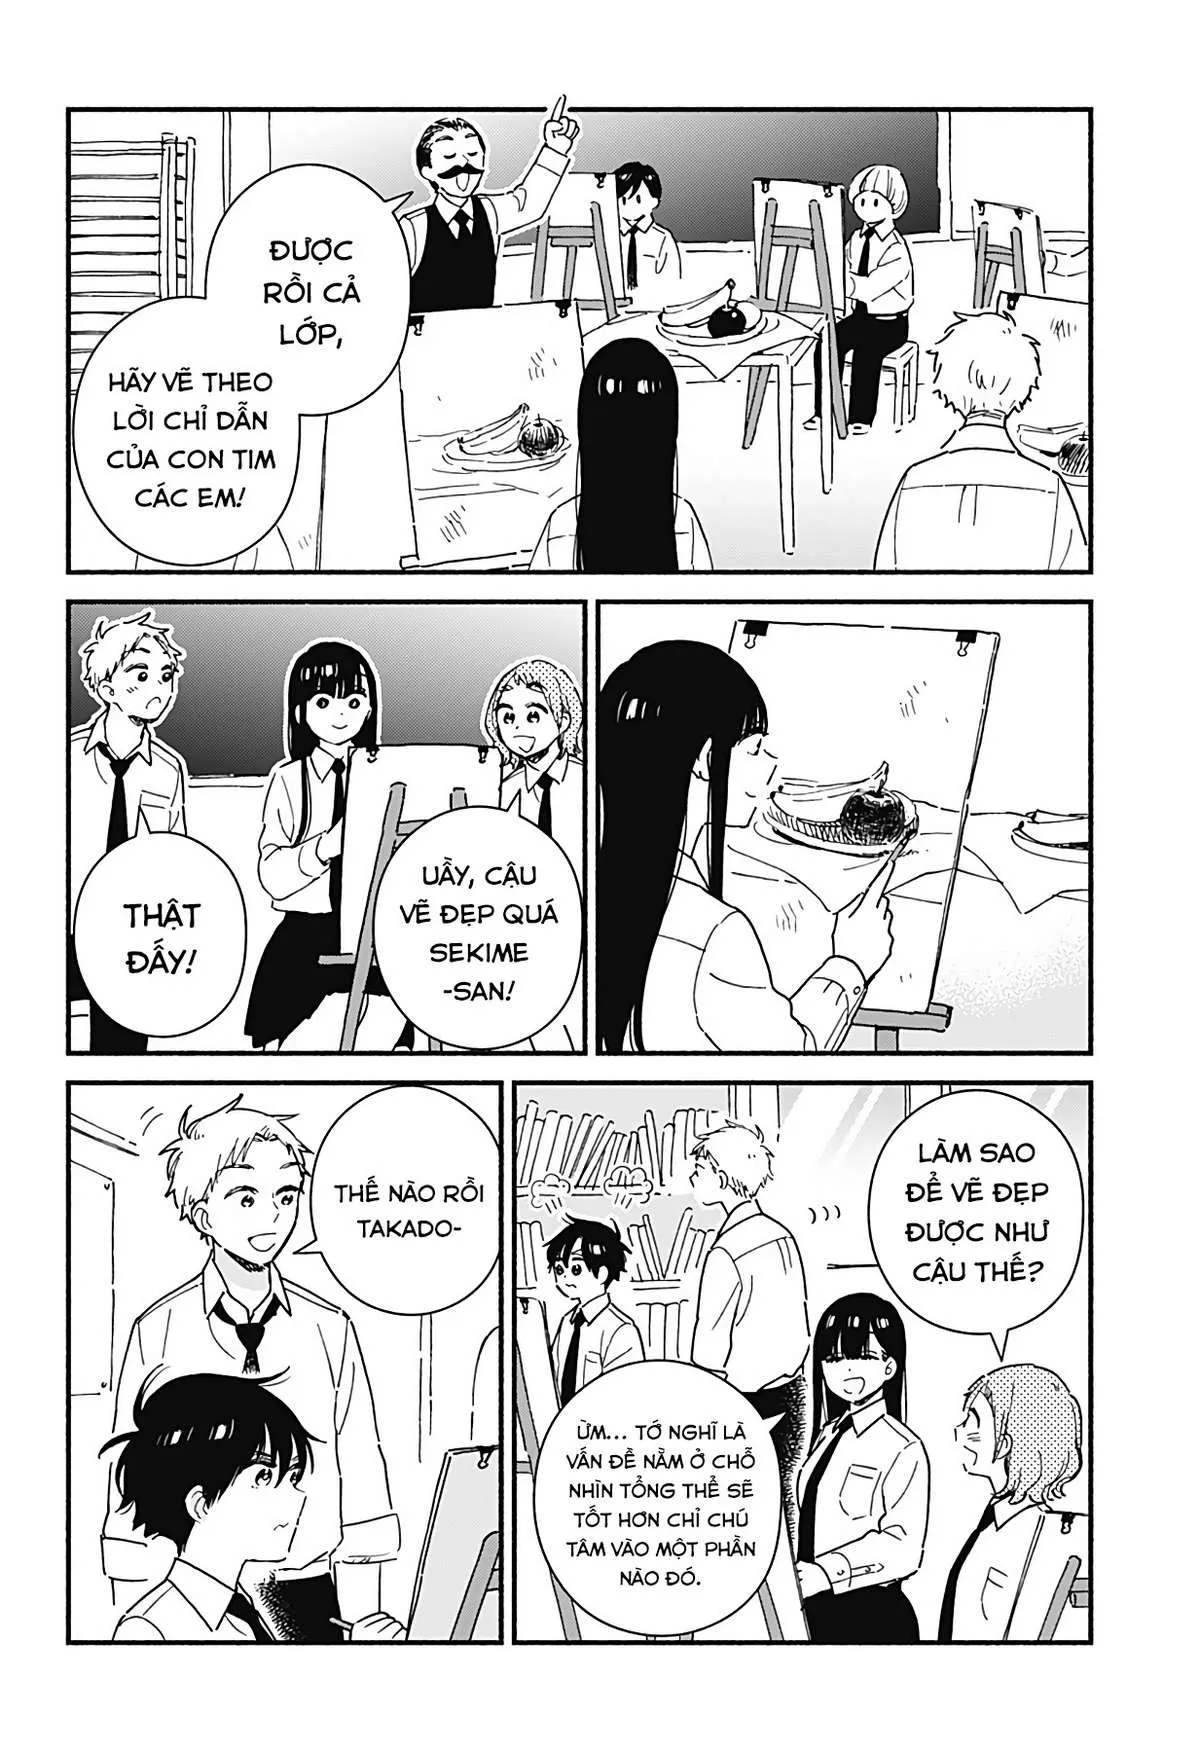 ĐƯỢC
RỒI CẢ
LỚP,
HÃY VẼ THEO
LỜI CHỈ DẪN
CỦA CON TIM
CÁC EM!
UẦY, CẬU
VẼ ĐẸP QUÁ
SEKIME
-SAN!
THẬT
ĐẤY!
LÀM SAO
ĐỂ VẼ ĐẸP
ĐƯỢC NHƯ
CẬU THẾ?
ỪM... TỚ NGHĨ LÀ
VẤN ĐỀ NẰM Ở CHỖ
NHÌN TỔNG THỂ SẼ
TỐT HƠN CHỈ CHÚ
TÂM VÀO MỘT PHẦN
NÀO ĐÓ.
THẾ NÀO RỒI
TAKADO-